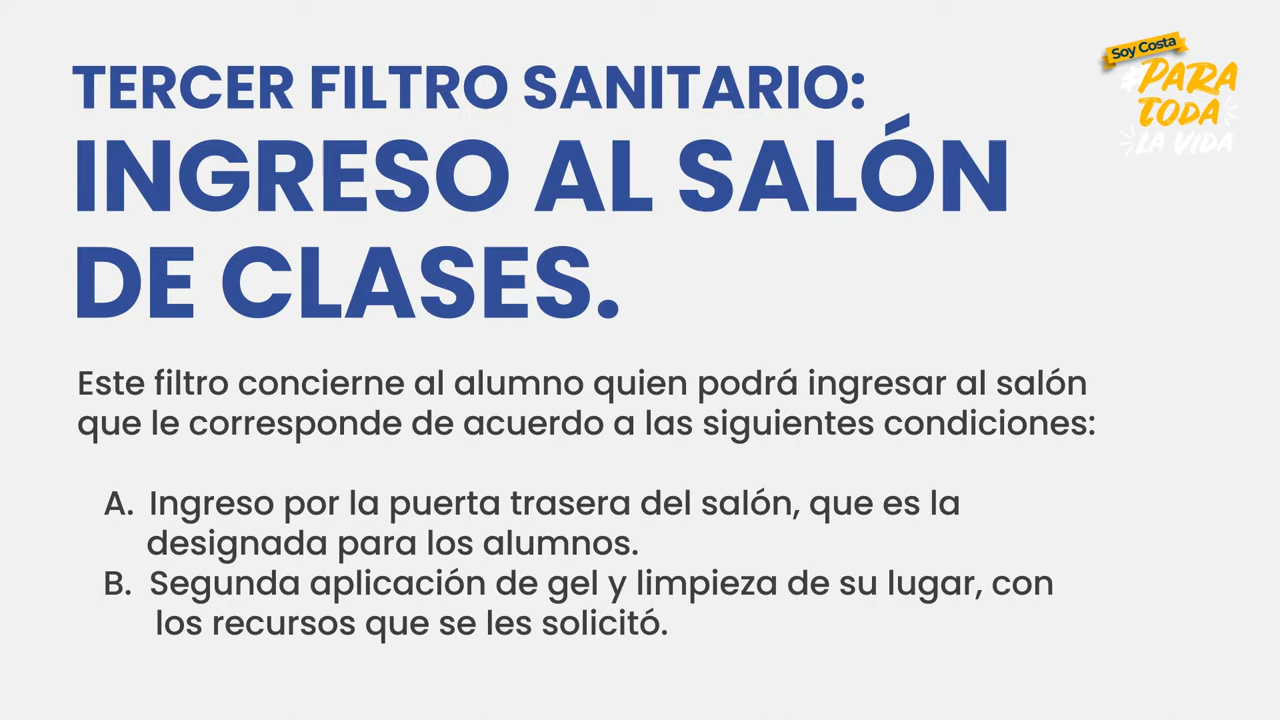 Soy Costa
PARA
TODA
LA VIDA
TERCER FILTRO SANITARIO:
INGRESO AL SALÓN
DE CLASES.
Este filtro concierne al alumno quien podrá ingresar al salón
que le corresponde de acuerdo a las siguientes condiciones:
A. Ingreso por la puerta trasera del salón, que es la
designada para los alumnos.
B. Segunda aplicación de gel y limpieza de su lugar, con
los recursos que se les solicitó.